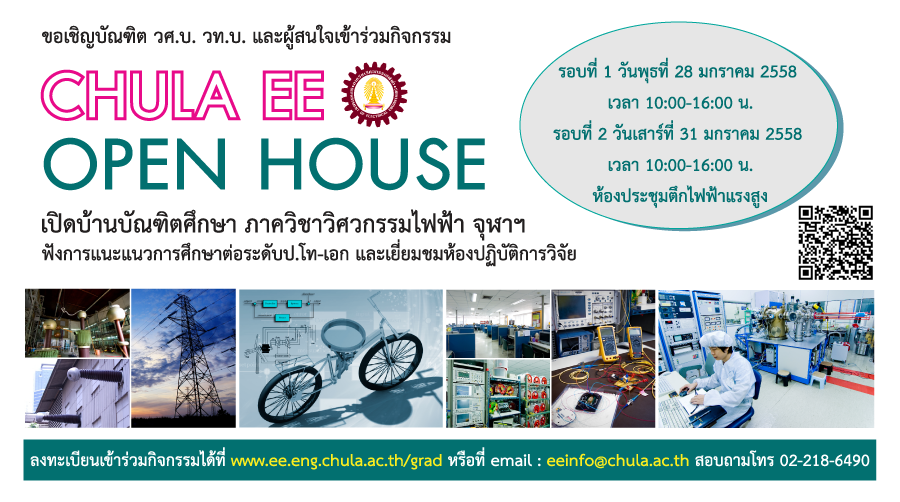 ขอเชิญบัณฑิต วศ.บ. วท.บ. และผู้สนใจเข้าร่วมกิจกรรม
CHULA EE
OPEN HOUSE
เปิดบ้านบัณฑิตศึกษา ภาควิชาวิศวกรรมไฟฟ้า จุฬาฯ
ฟังการแนะแนวการศึกษาต่อระดับป.โท-เอก และเยี่ยมชมห้องปฏิบัติการวิจัย
รอบที่ 1 วันพุธที่ 28 มกราคม 2558
เวลา 10:00-16:00 น.
รอบที่ 2 วันเสาร์ที่ 31 มกราคม 2558
เวลา 10:00-16:00 น.
ห้องประชุมตึกไฟฟ้าแรงสูง
ลงทะเบียนเข้าร่วมกิจกรรมได้ที่ www.ee.eng.chula.ac.th/grad หรือที่ email : eeinfo@chula.ac.th สอบถามโทร 02-218-6490